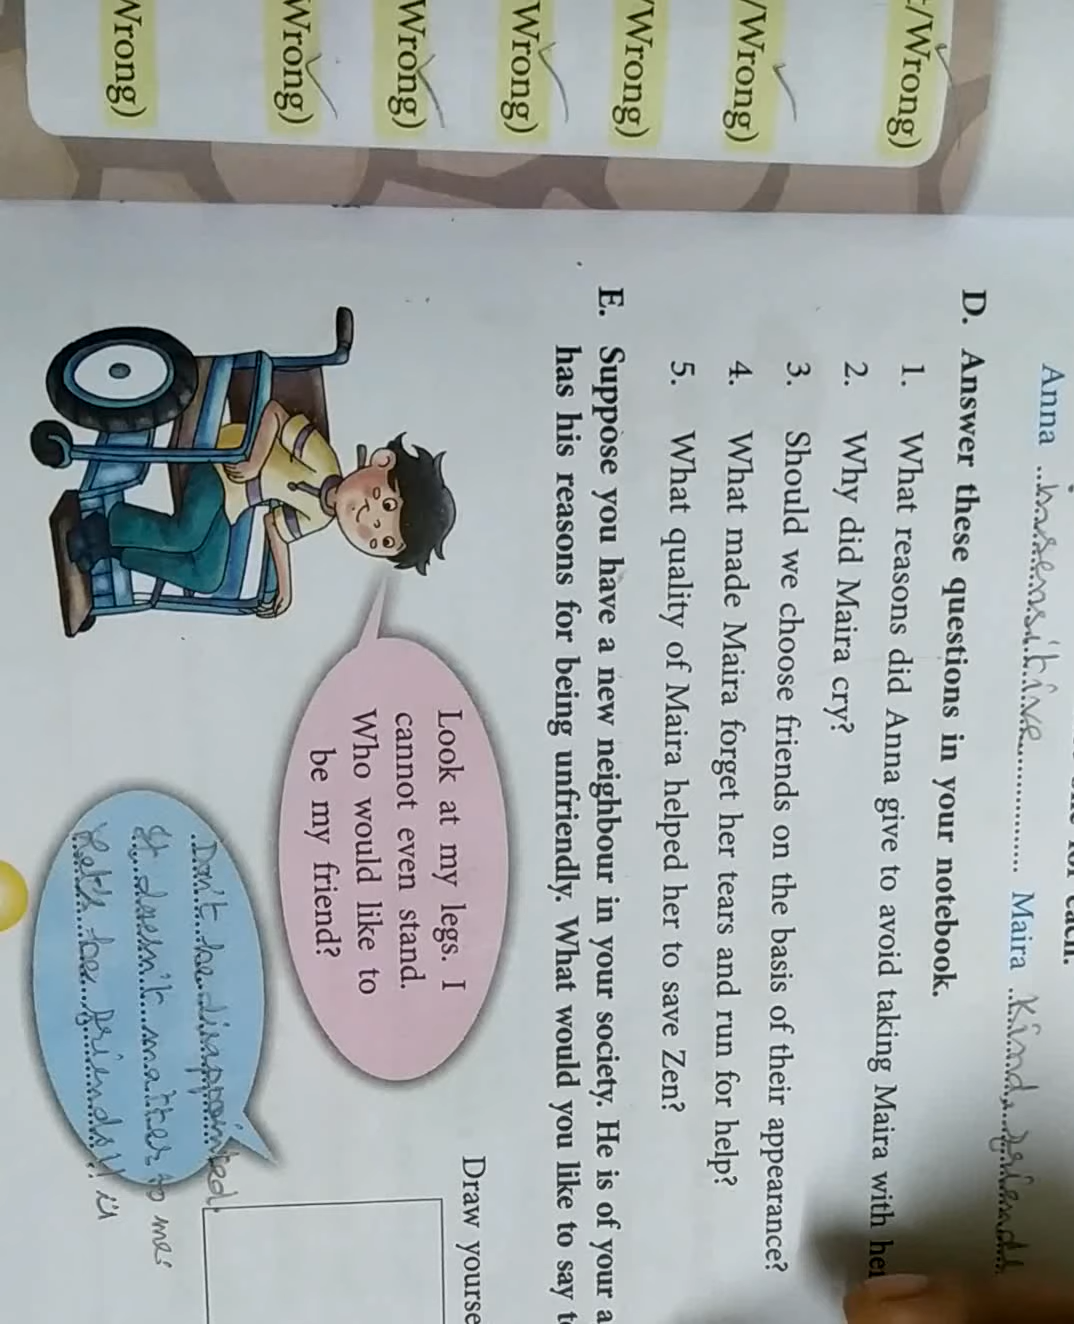 /Wrong)
/Wrong)
/Wrong)
Wrong)
Wrong)
Wrong)
Wrong)
for each.
Anna insensitive Maira Kind, friendly
D. Answer these questions in your notebook.
1. What reasons did Anna give to avoid taking Maira with her
2. Why did Maira cry?
3. Should we choose friends on the basis of their appearance?
4. What made Maira forget her tears and run for help?
5. What quality of Maira helped her to save Zen?
E. Suppose you have a new neighbour in your society. He is of your a
has his reasons for being unfriendly. What would you like to say t
Draw yourse
Look at my legs. I
cannot even stand.
Who would like to
be my friend?
Don't be disappointed.
It doesn't matter to me
Let's be friends!!